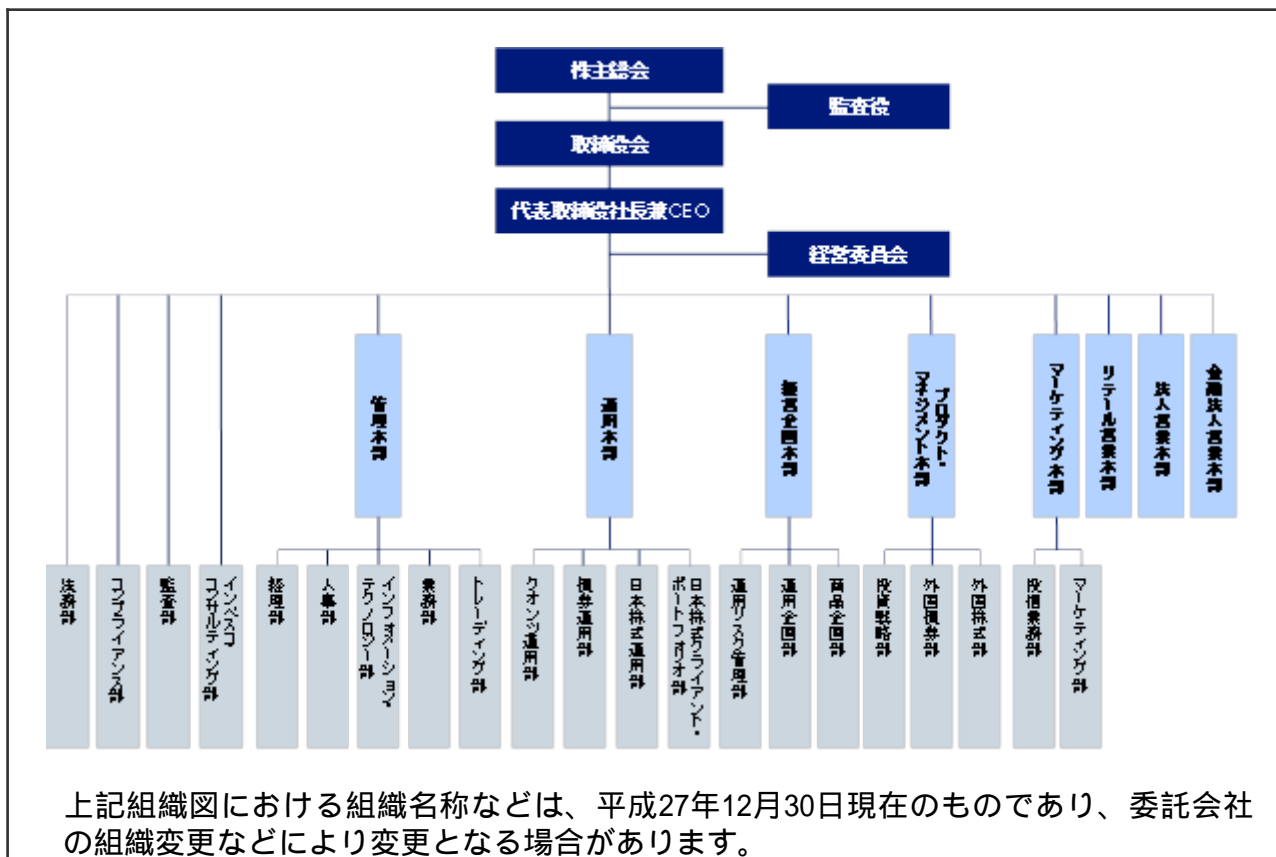 株主総会
監査役
取締役会
代表取締役社長兼CEO
経営委員会
管理本部
運用本部
経営企画本部
プロダクト・
マネジメント本部
マーケティング本部
リテール営業本部
法人営業本部
金融法人営業本部
法務部
コンプライアンス部
監査部
インベスコ
コンサルティング部
経理部
人事部
インフォメーション・
テクノロジー部
業務部
トレーディング部
クオンツ運用部
債券運用部
日本株式運用部
日本株式クライアント・
ポートフォリオ部
運用リスク管理部
運用企画部
商品企画部
投資戦略部
外国債券部
外国株式部
投信業務部
マーケティング部
上記組織図における組織名称などは、平成27年12月30日現在のものであり、委託会社
の組織変更などにより変更となる場合があります。